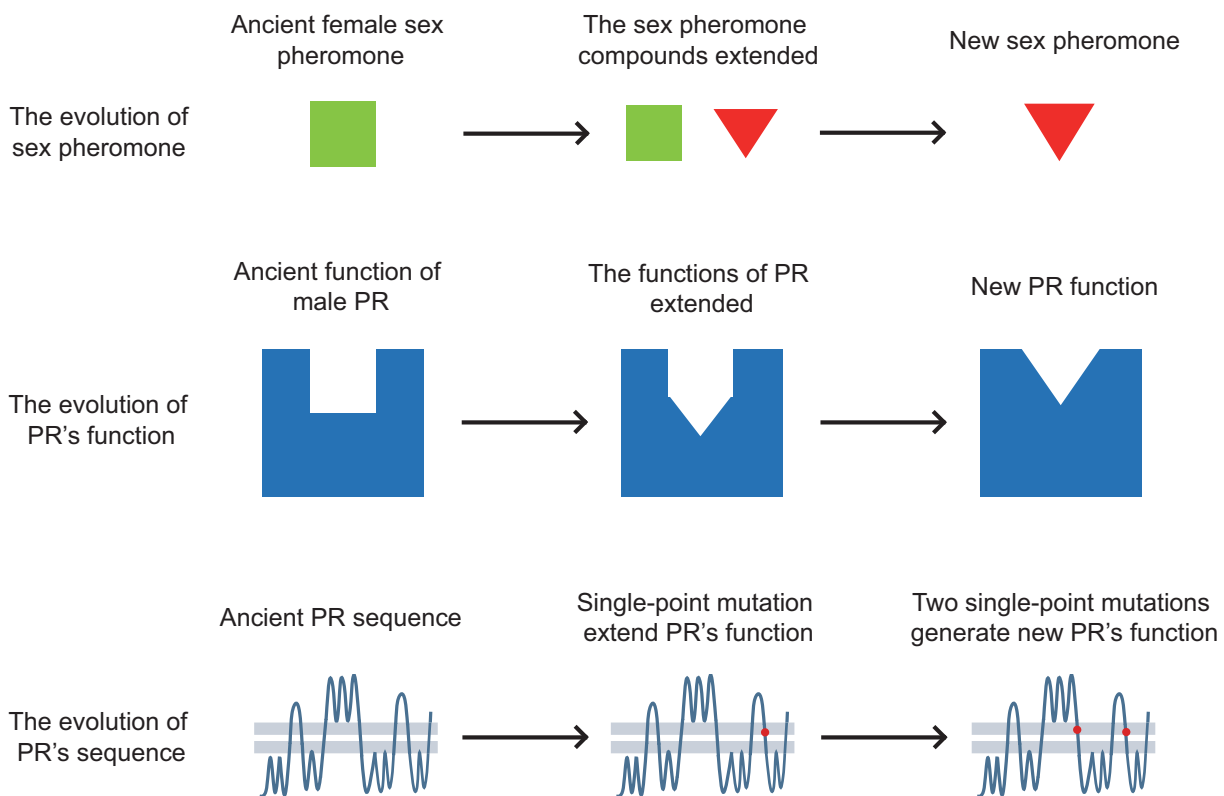 Ancient female sex
pheromone
The sex pheromone
compounds extended
New sex pheromone
The evolution of
sex pheromone
Ancient function of
male PR
The functions of PR
extended
New PR function
The evolution of
PR's function
Ancient PR sequence
Single-point mutation
extend PR's function
Two single-point mutations
generate new PR's function
The evolution of
PR's sequence